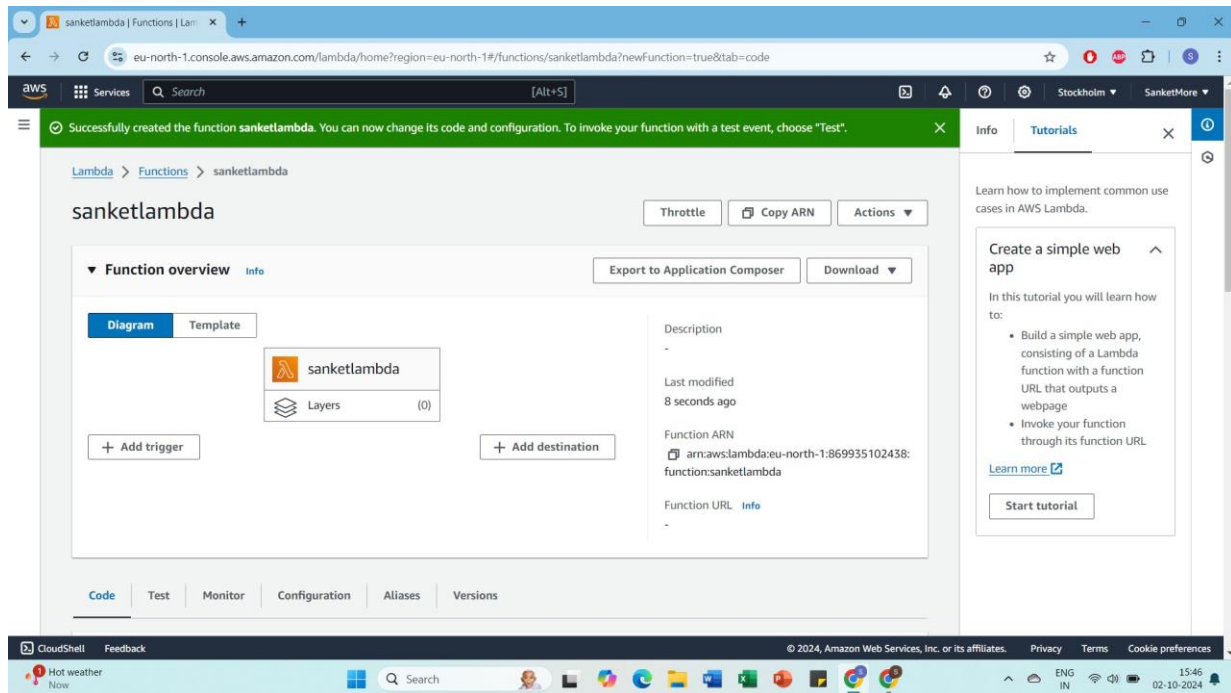 sanketlambda | Functions | Lam
eu-north-1.console.aws.amazon.com/lambda/home?region=eu-north-1#/functions/sanketlambda?newFunction=true&tab=code
ABP
S
aws
Services
Search
[Alt+S]
Stockholm
SanketMore
Successfully created the function sanketlambda. You can now change its code and configuration. To invoke your function with a test event, choose "Test".
Lambda > Functions > sanketlambda
sanketlambda
Throttle
Copy ARN
Actions
Function overview Info
Export to Application Composer
Download
Diagram
Template
sanketlambda
Layers (0)
+ Add trigger
+ Add destination
Description
-
Last modified
8 seconds ago
Function ARN
arn:aws:lambda:eu-north-1:869935102438:
function:sanketlambda
Function URL Info
-
Code
Test
Monitor
Configuration
Aliases
Versions
Info
Tutorials
Learn how to implement common use
cases in AWS Lambda.
Create a simple web
app
In this tutorial you will learn how
to:
• Build a simple web app,
consisting of a Lambda
function with a function
URL that outputs a
webpage
• Invoke your function
through its function URL
Learn more
Start tutorial
CloudShell
Feedback
© 2024, Amazon Web Services, Inc. or its affiliates.
Privacy
Terms
Cookie preferences
1
Hot weather
Now
Search
ENG
IN
15:46
02-10-2024